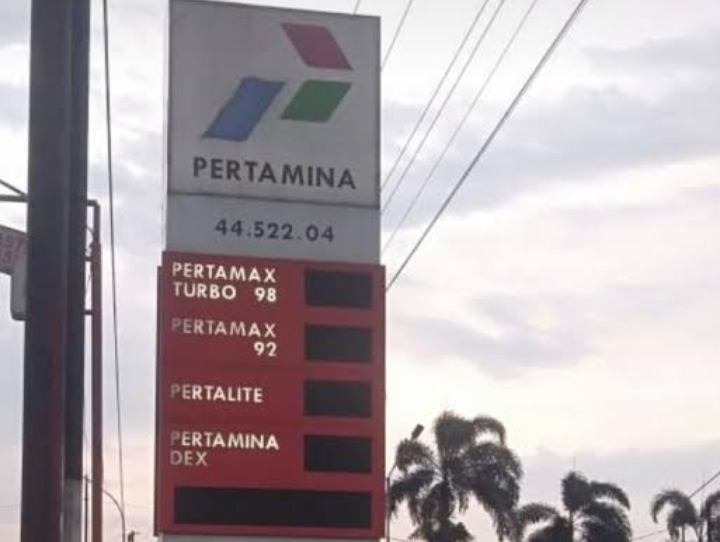 PERTAMINA
44.522.04
PERTAMAX
TURBO 98
PERTAMAX
92
PERTALITE
PERTAMINA
DEX